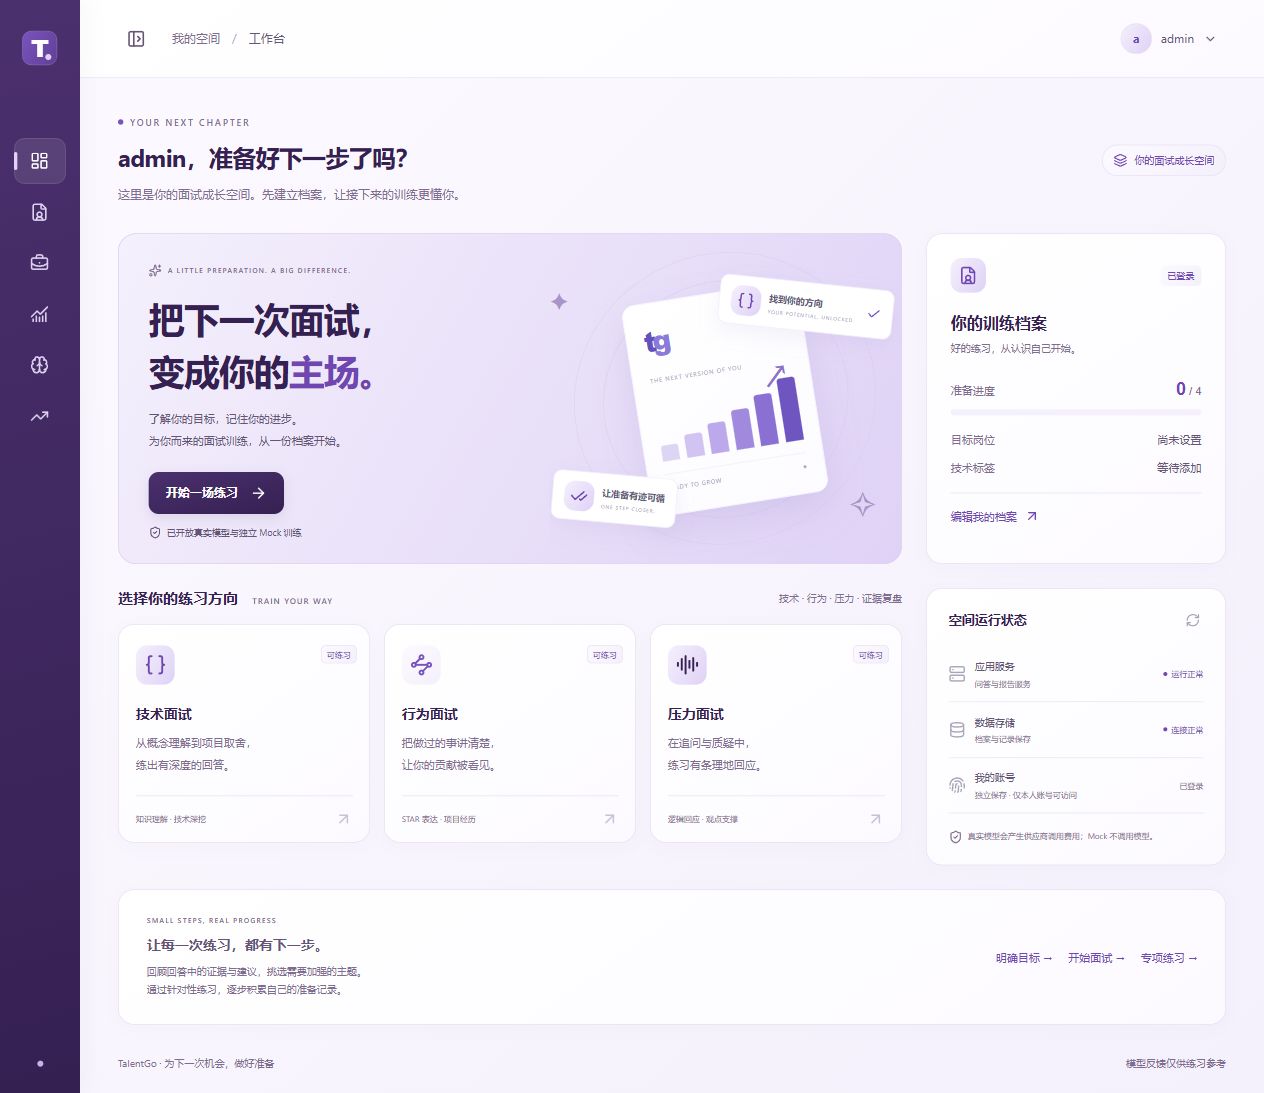 T.
我的空间 / 工作台
a admin
YOUR NEXT CHAPTER
admin，准备好下一步了吗？
这里是你的面试成长空间。先建立档案，让接下来的训练更懂你。
你的面试成长空间
A LITTLE PREPARATION. A BIG DIFFERENCE.
把下一次面试，
变成你的主场。
了解你的目标，记住你的进步。
为你而来的面试训练，从一份档案开始。
开始一场练习
已开放真实模型与独立 Mock 训练
找到你的方向
YOUR POTENTIAL, UNLOCKED
tg
THE NEXT VERSION OF YOU
DY TO GROW
让准备有迹可循
ONE STEP CLOSER.
已登录
你的训练档案
好的练习，从认识自己开始。
准备进度 0 / 4
目标岗位 尚未设置
技术标签 等待添加
编辑我的档案
选择你的练习方向 TRAIN YOUR WAY
技术 · 行为 · 压力 · 证据复盘
可练习
技术面试
从概念理解到项目取舍，
练出有深度的回答。
知识理解 · 技术深挖
可练习
行为面试
把做过的事讲清楚，
让你的贡献被看见。
STAR 表达 · 项目经历
可练习
压力面试
在追问与质疑中，
练习有条理地回应。
逻辑回应 · 观点支撑
空间运行状态
应用服务
问答与报告服务
运行正常
数据存储
档案与记录保存
连接正常
我的账号
独立保存 · 仅本人账号可访问
已登录
真实模型会产生供应商调用费用；Mock 不调用模型。
SMALL STEPS, REAL PROGRESS
让每一次练习，都有下一步。
回顾回答中的证据与建议，挑选需要加强的主题。
通过针对性练习，逐步积累自己的准备记录。
明确目标 → 开始面试 → 专项练习 →
TalentGo · 为下一次机会，做好准备
模型反馈仅供练习参考